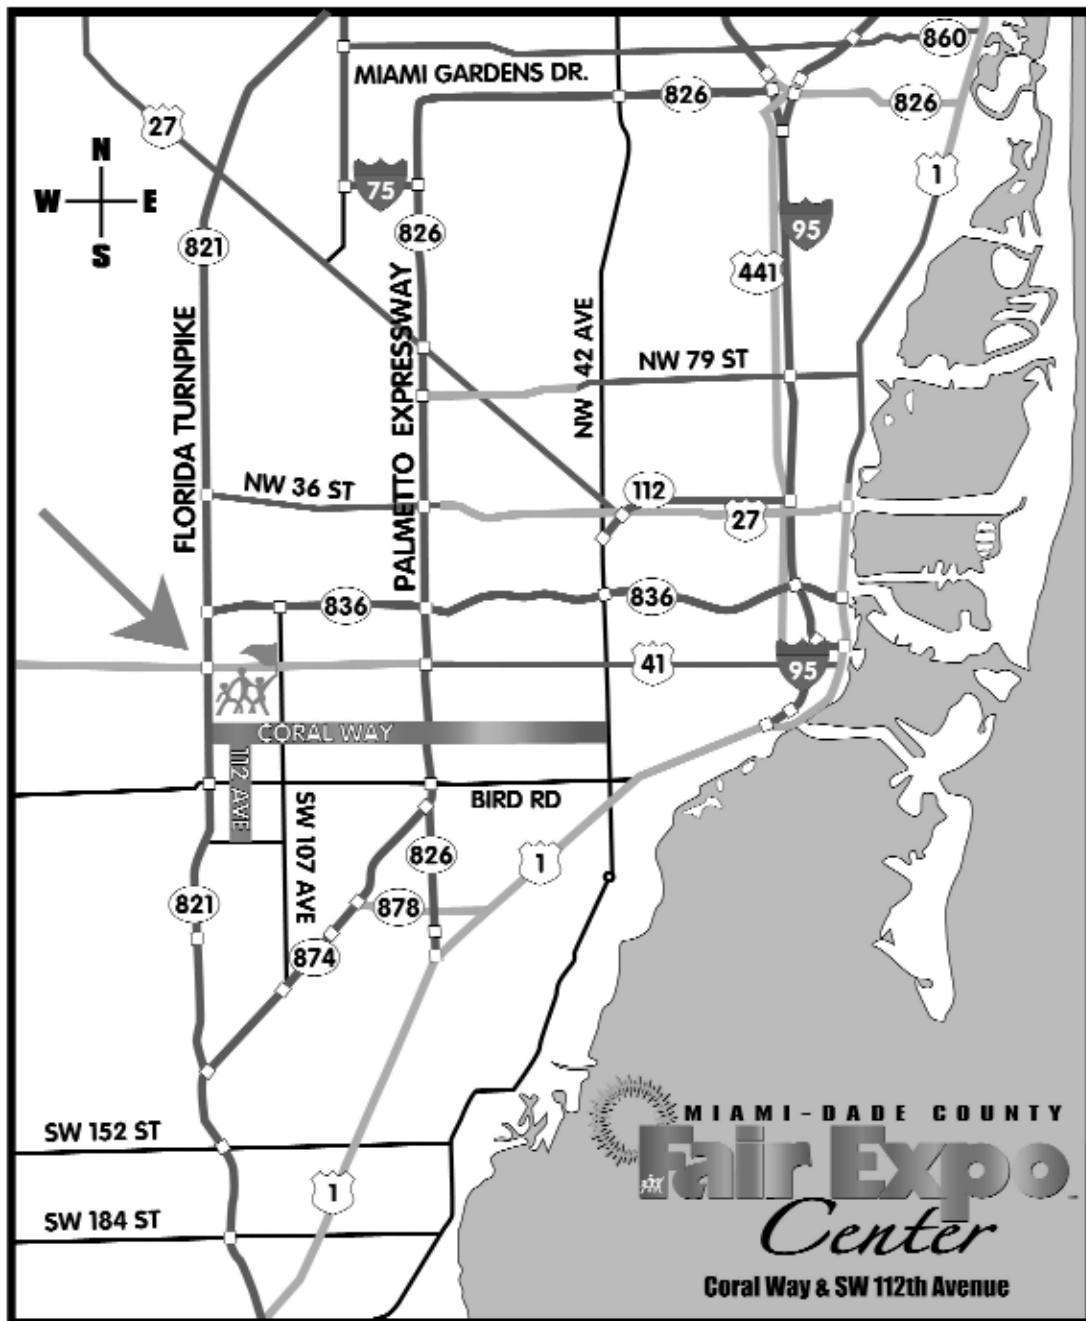 860
MIAMI GARDENS DR.
826
826
27
N
W E
S
75
1
821
826
95
441
FLORIDA TURNPIKE
PALMETTO EXPRESSWAY
NW 42 AVE
NW 79 ST
NW 36 ST
112
27
836
836
41
95
CORAL WAY
112 AVE
BIRD RD
SW 107 AVE
826
1
821
878
874
SW 152 ST
1
SW 184 ST
MIAMI-DADE COUNTY
Fair Expo
Center
Coral Way & SW 112th Avenue